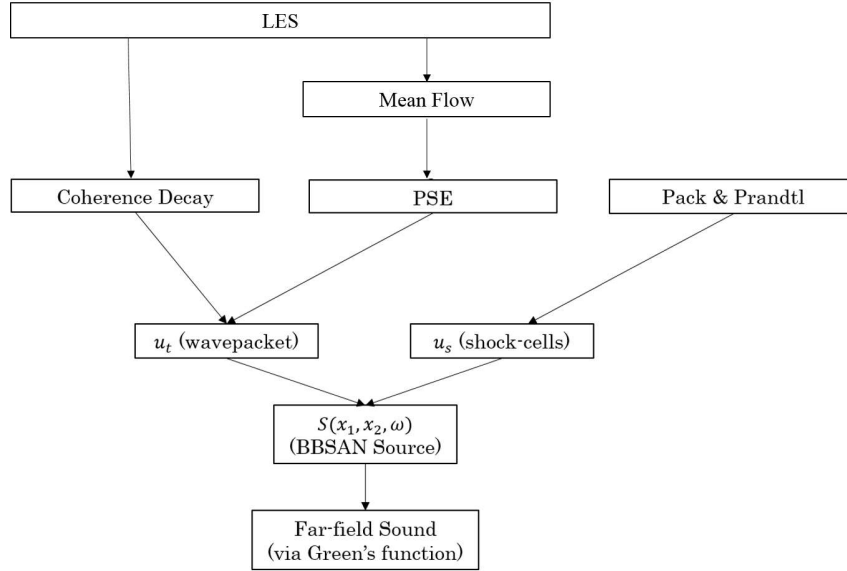 LES
Mean Flow
Coherence Decay
PSE
Pack & Prandtl
u_t (wavepacket)
u_s (shock-cells)
S(x_1, x_2, ω)
(BBSAN Source)
Far-field Sound
(via Green’s function)